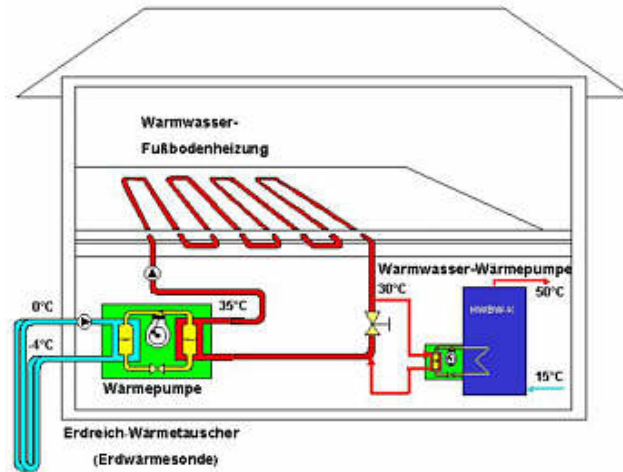 Warmwasser-
Fußbodenheizung
Warmwasser-Wärmepumpe
30°C
50°C
0°C
35°C
-4°C
15°C
Wärmepumpe
Erdreich-Wärmetauscher
(Erdwärmesonde)